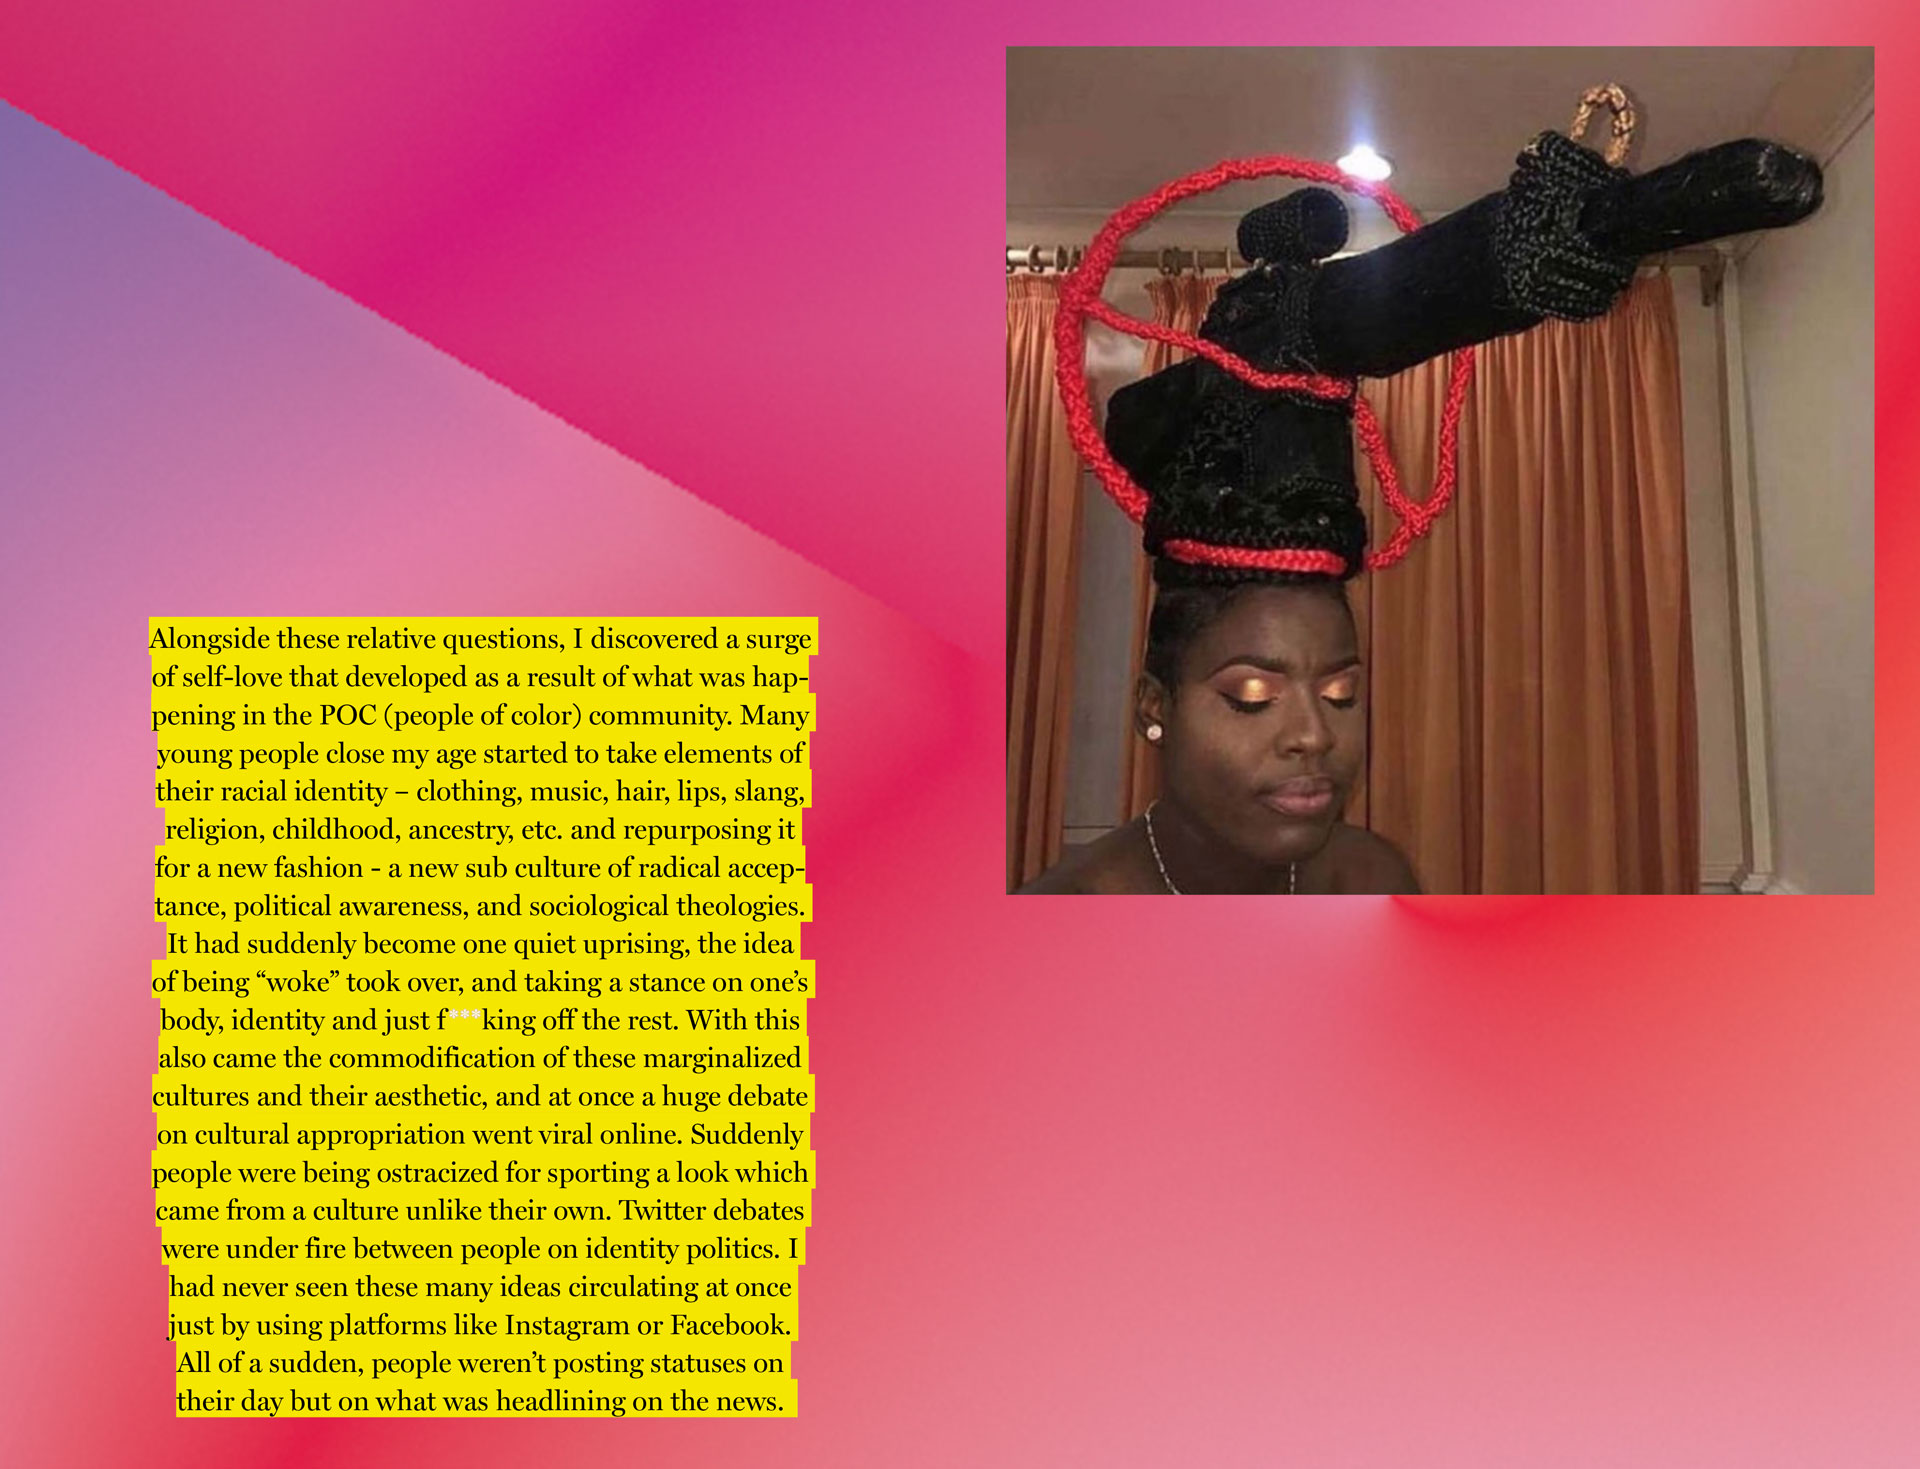 Alongside these relative questions, I discovered a surge
of self-love that developed as a result of what was hap-
pening in the POC (people of color) community. Many
young people close my age started to take elements of
their racial identity – clothing, music, hair, lips, slang,
religion, childhood, ancestry, etc. and repurposing it
for a new fashion - a new sub culture of radical accep-
tance, political awareness, and sociological theologies.
It had suddenly become one quiet uprising, the idea
of being “woke” took over, and taking a stance on one’s
body, identity and just f***king off the rest. With this
also came the commodification of these marginalized
cultures and their aesthetic, and at once a huge debate
on cultural appropriation went viral online. Suddenly
people were being ostracized for sporting a look which
came from a culture unlike their own. Twitter debates
were under fire between people on identity politics. I
had never seen these many ideas circulating at once
just by using platforms like Instagram or Facebook.
All of a sudden, people weren’t posting statuses on
their day but on what was headlining on the news.